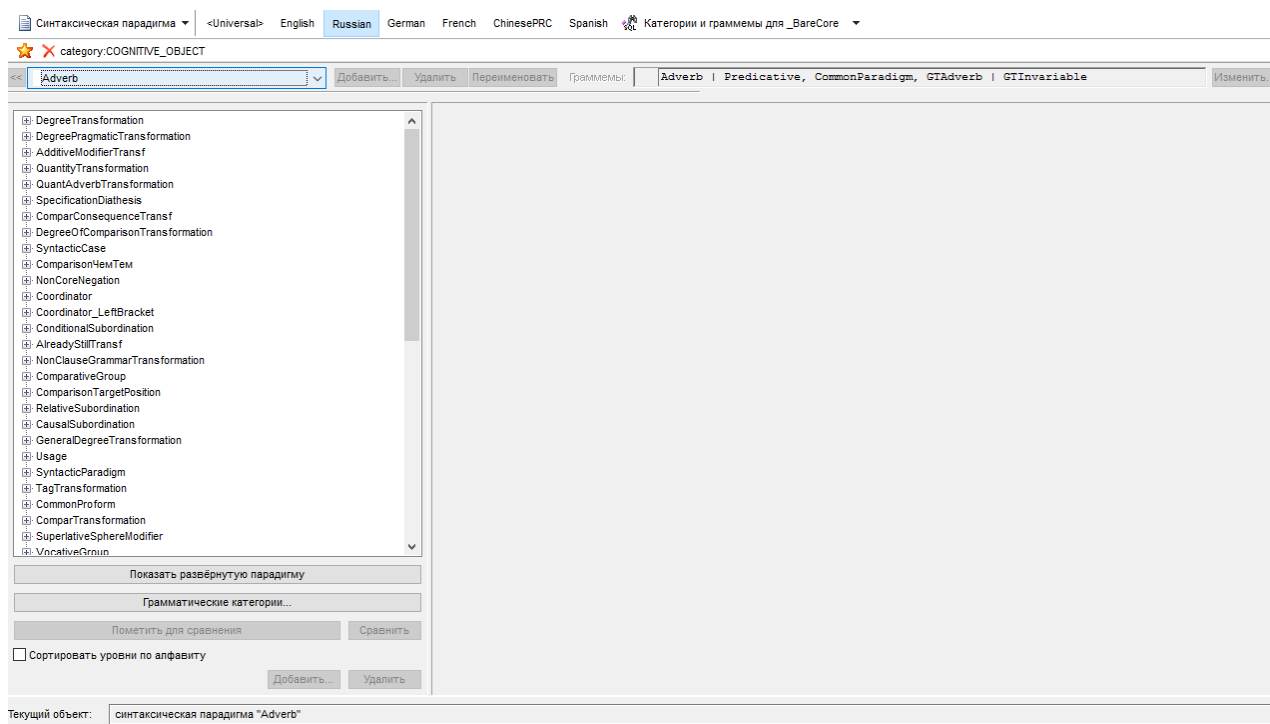 Синтаксическая парадигма <Universal> English Russian German French ChinesePRC Spanish Категории и граммемы для _BareCore
category:COGNITIVE_OBJECT
<< Adverb Добавить... Удалить Переименовать Граммемы: Adverb | Predicative, CommonParadigm, GTAdverb | GTInvariable Изменить.
DegreeTransformation
DegreePragmaticTransformation
AdditiveModifierTransf
QuantityTransformation
QuantAdverbTransformation
SpecificationDiathesis
ComparConsequenceTransf
DegreeOfComparisonTransformation
SyntacticCase
ComparisonЧемТем
NonCoreNegation
Coordinator
Coordinator_LeftBracket
ConditionalSubordination
AlreadyStillTransf
NonClauseGrammarTransformation
ComparativeGroup
ComparisonTargetPosition
RelativeSubordination
CausalSubordination
GeneralDegreeTransformation
Usage
SyntacticParadigm
TagTransformation
CommonProform
ComparTransformation
SuperlativeSphereModifier
VocativeGroup
Показать развёрнутую парадигму
Грамматические категории...
Пометить для сравнения Сравнить
Сортировать уровни по алфавиту
Добавить... Удалить
Текущий объект: синтаксическая парадигма "Adverb"